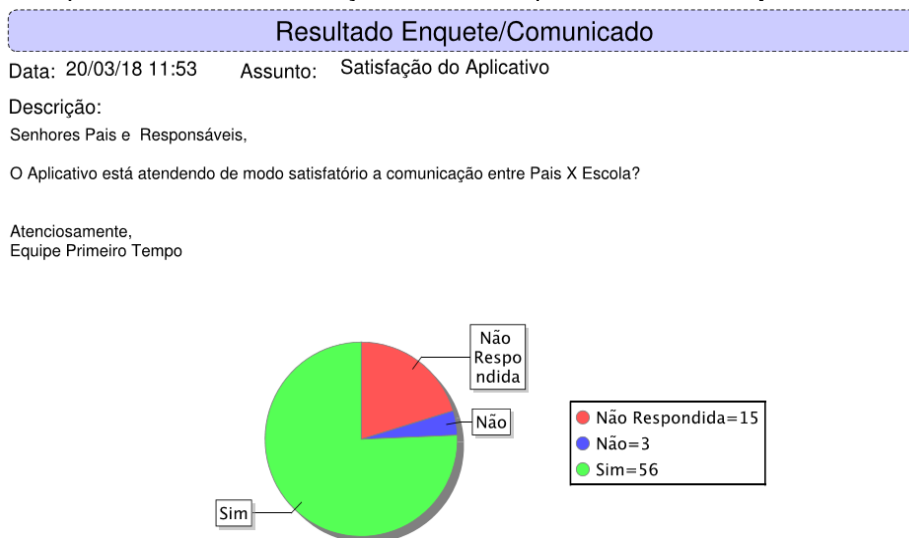 Resultado Enquete/Comunicado
Data: 20/03/18 11:53 Assunto: Satisfação do Aplicativo
Descrição:
Senhores Pais e Responsáveis,
O Aplicativo está atendendo de modo satisfatório a comunicação entre Pais X Escola?
Atenciosamente,
Equipe Primeiro Tempo
Não
Respo
ndida
Não
Sim
Não Respondida=15
Não=3
Sim=56